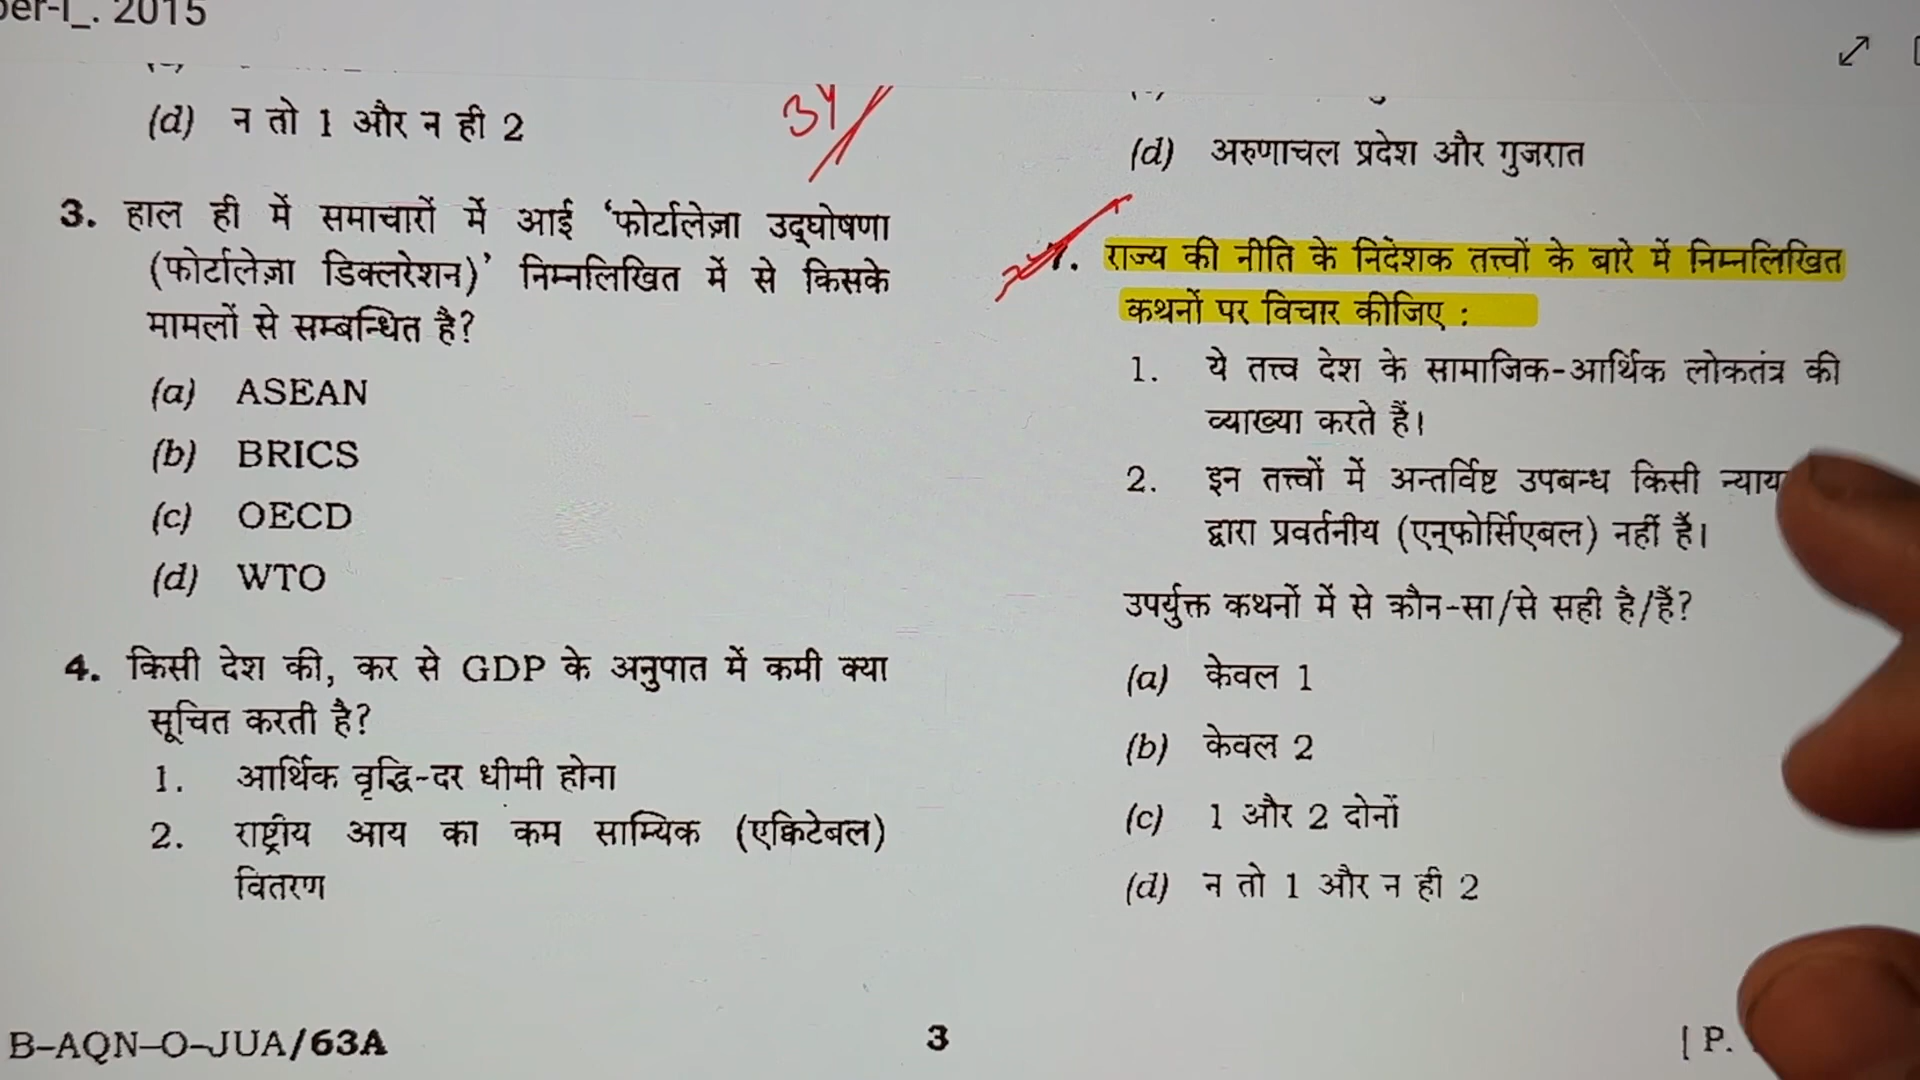 2015
(d) न तो 1 और न ही 2
34
3. हाल ही में समाचारों में आई ‘फोर्टालेज़ा उद्घोषणा
(फोर्टालेज़ा डिक्लरेशन)’ निम्नलिखित में से किसके
मामलों से सम्बन्धित है?
(a) ASEAN
(b) BRICS
(c) OECD
(d) WTO
4. किसी देश की, कर से GDP के अनुपात में कमी क्या
सूचित करती है?
1. आर्थिक वृद्धि-दर धीमी होना
2. राष्ट्रीय आय का कम साम्यिक (एक्विटेबल)
वितरण
(d) अरुणाचल प्रदेश और गुजरात
राज्य की नीति के निदेशक तत्त्वों के बारे में निम्नलिखित
कथनों पर विचार कीजिए :
1. ये तत्त्व देश के सामाजिक-आर्थिक लोकतंत्र की
व्याख्या करते हैं।
2. इन तत्त्वों में अन्तर्विष्ट उपबन्ध किसी
द्वारा प्रवर्तनीय (एन्फोर्सिएबल) नहीं हैं।
उपर्युक्त कथनों में से कौन-सा/से सही है/हैं?
(a) केवल 1
(b) केवल 2
(c) 1 और 2 दोनों
(d) न तो 1 और न ही 2
B–AQN–O–JUA/63A
3
[ P.